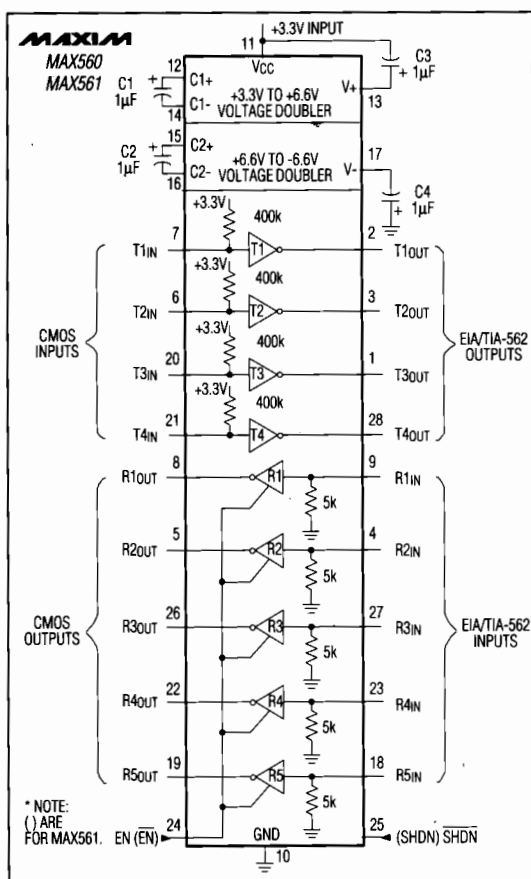 MAXIM
MAX560
MAX561
+3.3V INPUT
11
VCC
C1
1µF
+
12
C1+
C1-
14
+3.3V TO +6.6V
VOLTAGE DOUBLER
V+
13
C3
+ 1µF
C2
1µF
+
15
C2+
C2-
16
+6.6V TO -6.6V
VOLTAGE DOUBLER
V-
17
C4
+ 1µF
CMOS
INPUTS
T1IN 7 +3.3V 400k T1 2 T1OUT
T2IN 6 +3.3V 400k T2 3 T2OUT
T3IN 20 +3.3V 400k T3 1 T3OUT
T4IN 21 +3.3V 400k T4 28 T4OUT
EIA/TIA-562
OUTPUTS
CMOS
OUTPUTS
R1OUT 8 R1 5k 9 R1IN
R2OUT 5 R2 5k 4 R2IN
R3OUT 26 R3 5k 27 R3IN
R4OUT 22 R4 5k 23 R4IN
R5OUT 19 R5 5k 18 R5IN
EIA/TIA-562
INPUTS
* NOTE:
( ) ARE
FOR MAX561.
24
EN (E̅N̅)
GND
10
25
(SHDN) S̅H̅D̅N̅